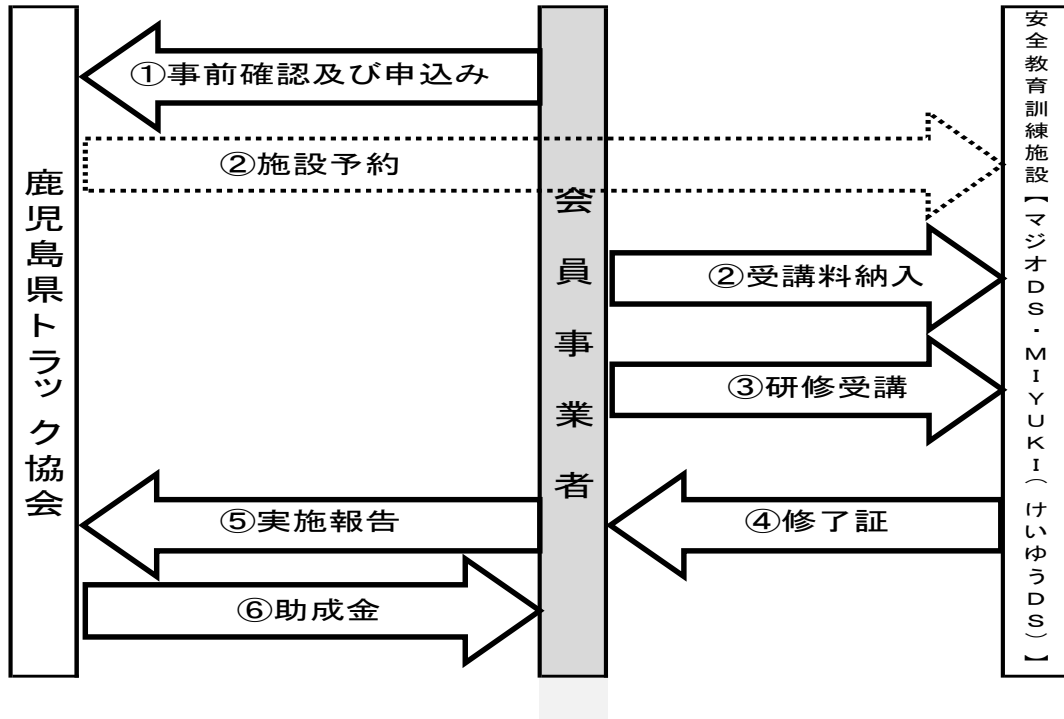 鹿児島県トラック協会
会員事業者
安全教育訓練施設【マジオDS・MIYUKI(けいゆうDS)】
①事前確認及び申込み
②施設予約
②受講料納入
③研修受講
④修了証
⑤実施報告
⑥助成金